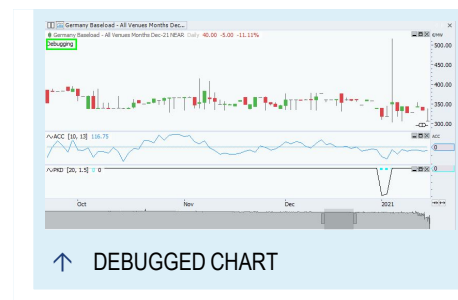 Germany Baseload - All Venues Months Dec...
Germany Baseload - All Venues Months Dec-21 NEAR Daily 40.00 -5.00 -11.11%
€/MW
Debugging
500.00
450.00
400.00
350.00
300.00
ACC [10, 13] 116.75
ACC
0
PKD [20, 1.5] 0
0
Oct Nov Dec 2021
↑ DEBUGGED CHART